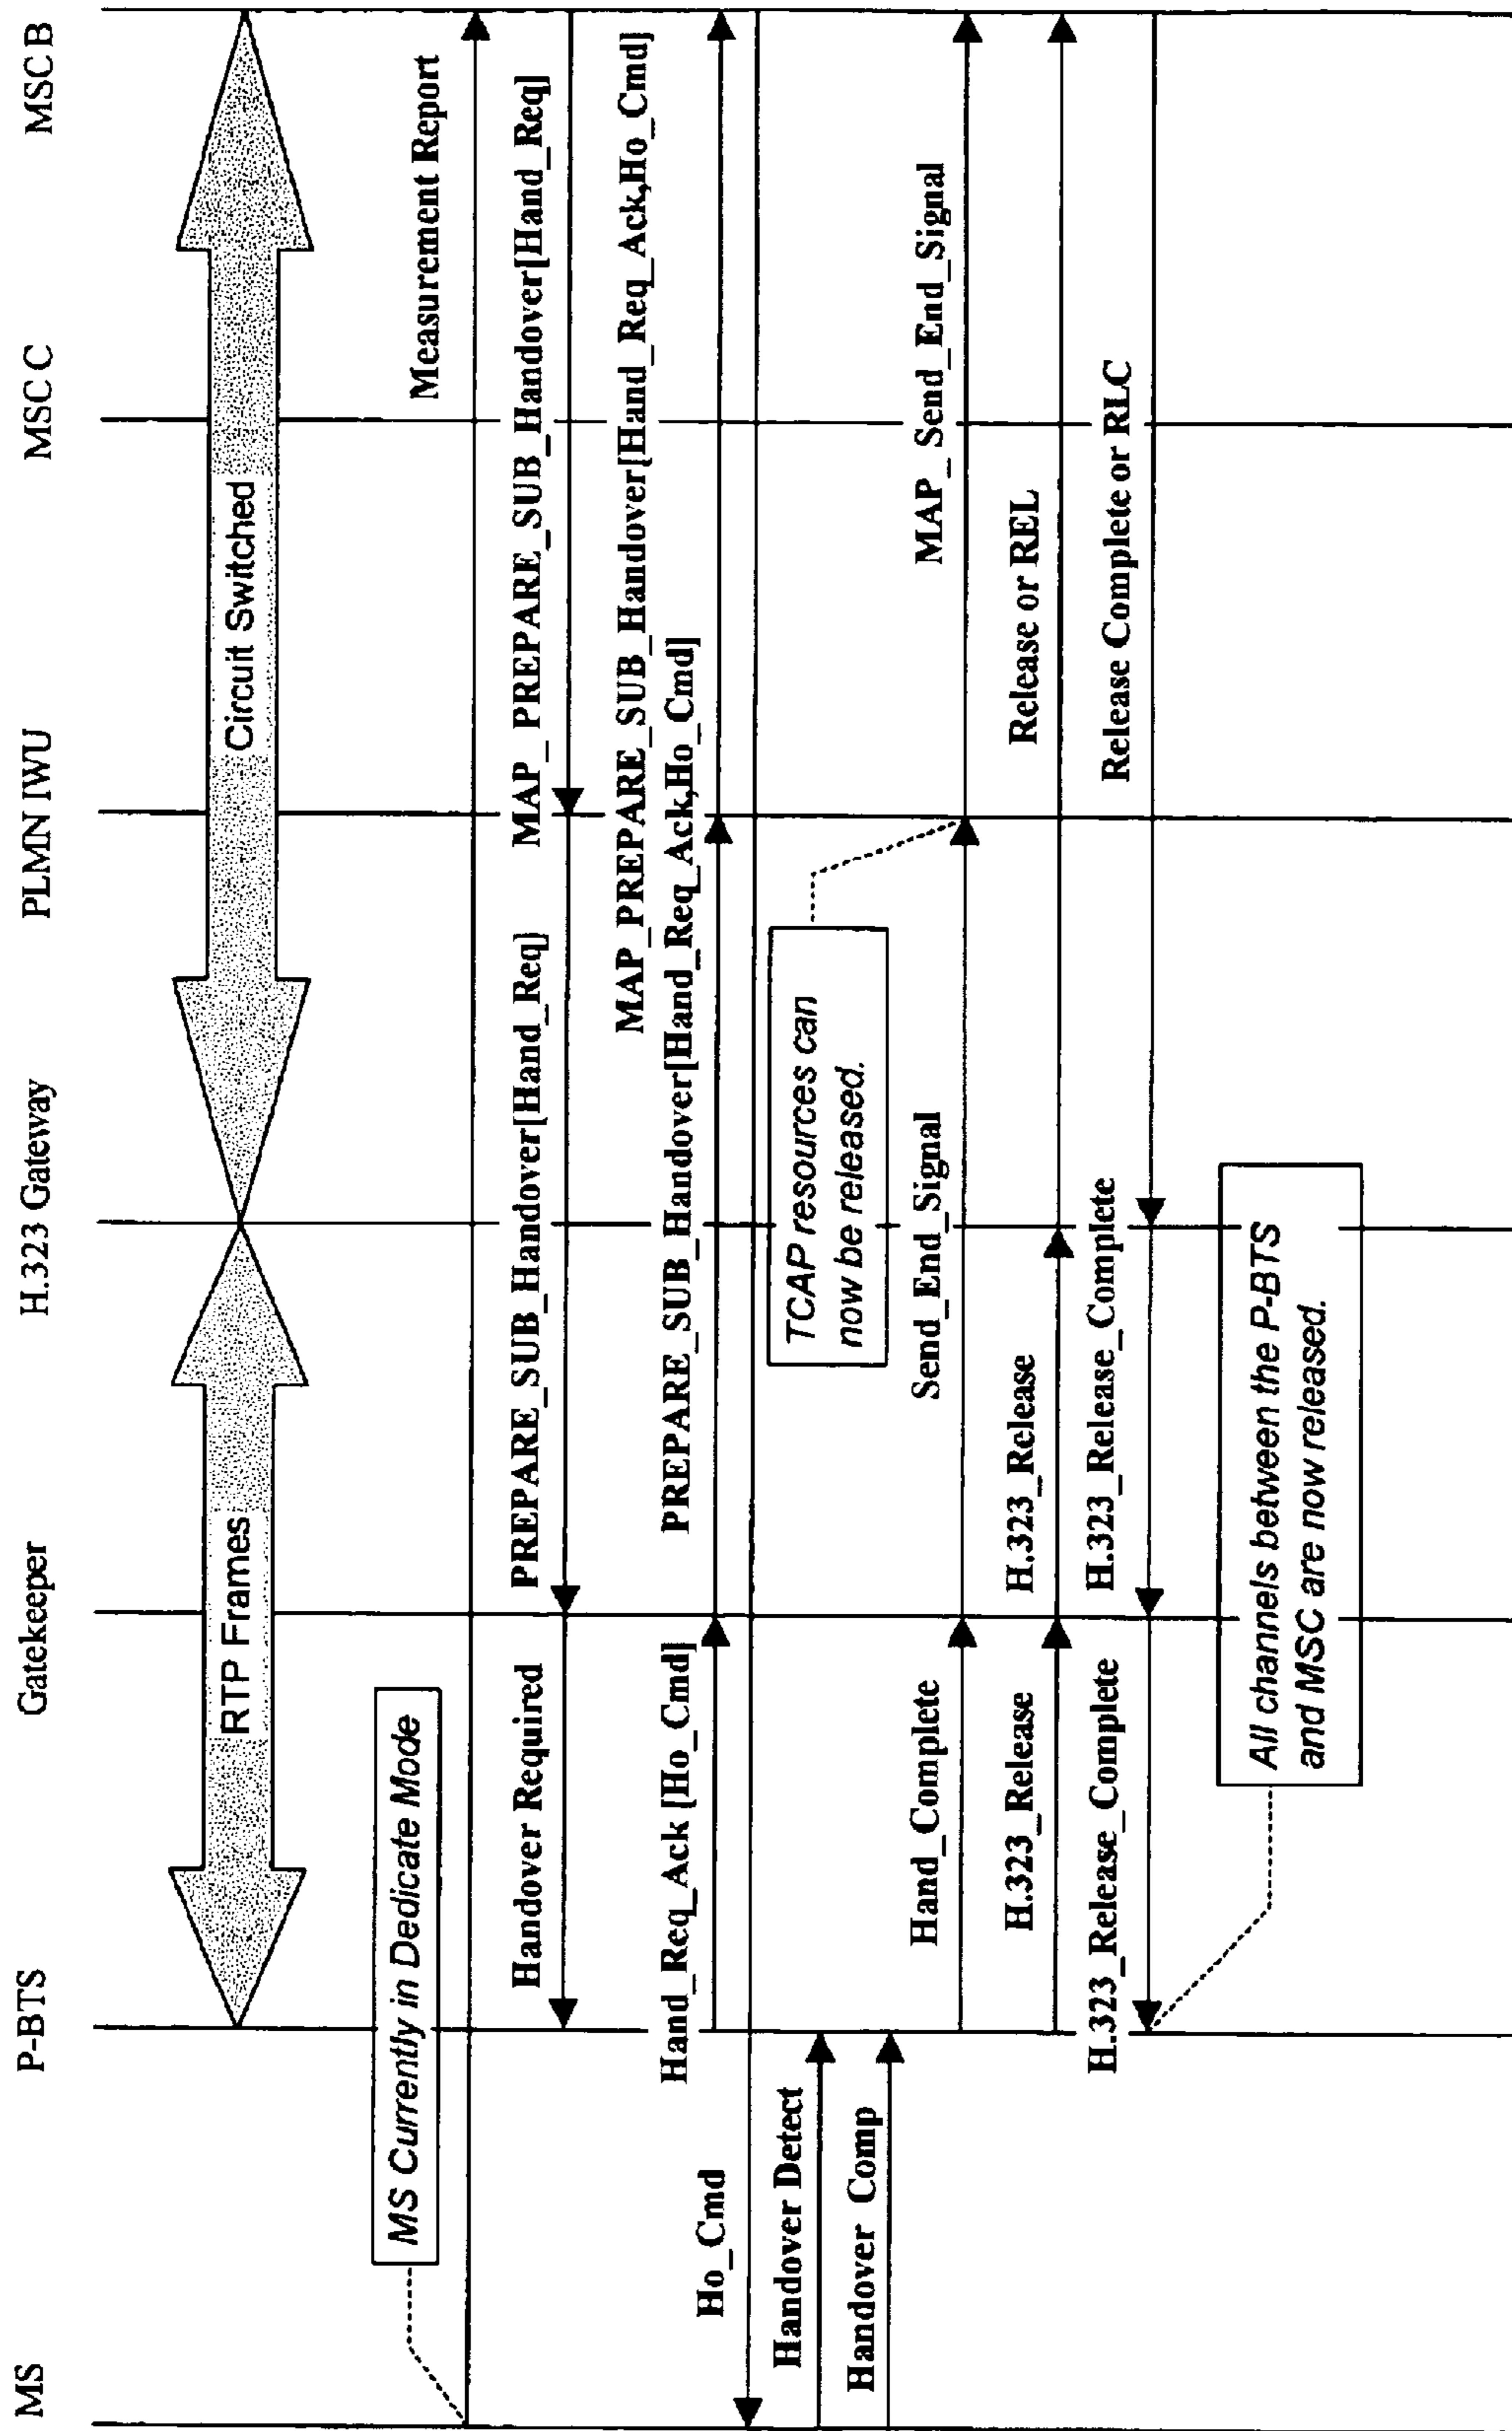 MS
P-BTS
Gatekeeper
H.323 Gateway
PLMN IWU
MSC C
MSC B
RTP Frames
Circuit Switched
MS Currently in Dedicate Mode
Measurement Report
Handover Required
PREPARE_SUB_Handover[Hand_Req]
MAP_PREPARE_SUB_Handover[Hand_Req]
MAP_PREPARE_SUB_Handover[Hand_Req_Ack,Ho_Cmd]
Hand_Req_Ack [Ho_Cmd]
PREPARE_SUB_Handover[Hand_Req_Ack,Ho_Cmd]
Ho_Cmd
Handover Detect
TCAP resources can
now be released.
Handover Comp
Hand_Complete
Send_End_Signal
MAP_Send_End_Signal
H.323_Release
H.323_Release
Release or REL
H.323_Release_Complete
H.323_Release_Complete
Release Complete or RLC
All channels between the P-BTS
and MSC are now released.